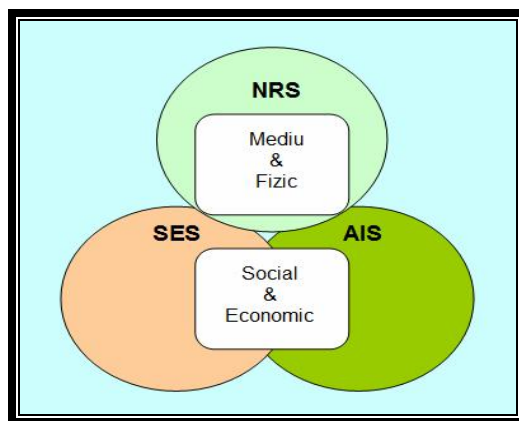 NRS
Mediu
&
Fizic
SES
AIS
Social
&
Economic